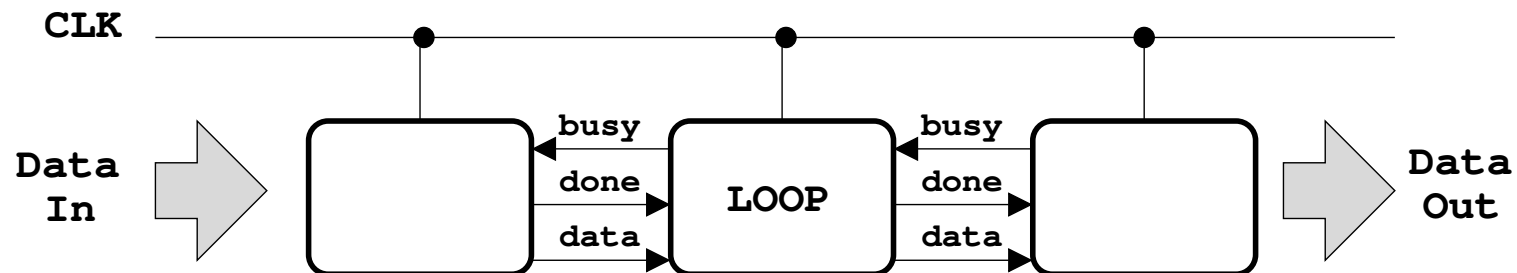 CLK
busy
busy
Data
In
done
LOOP
done
Data
Out
data
data